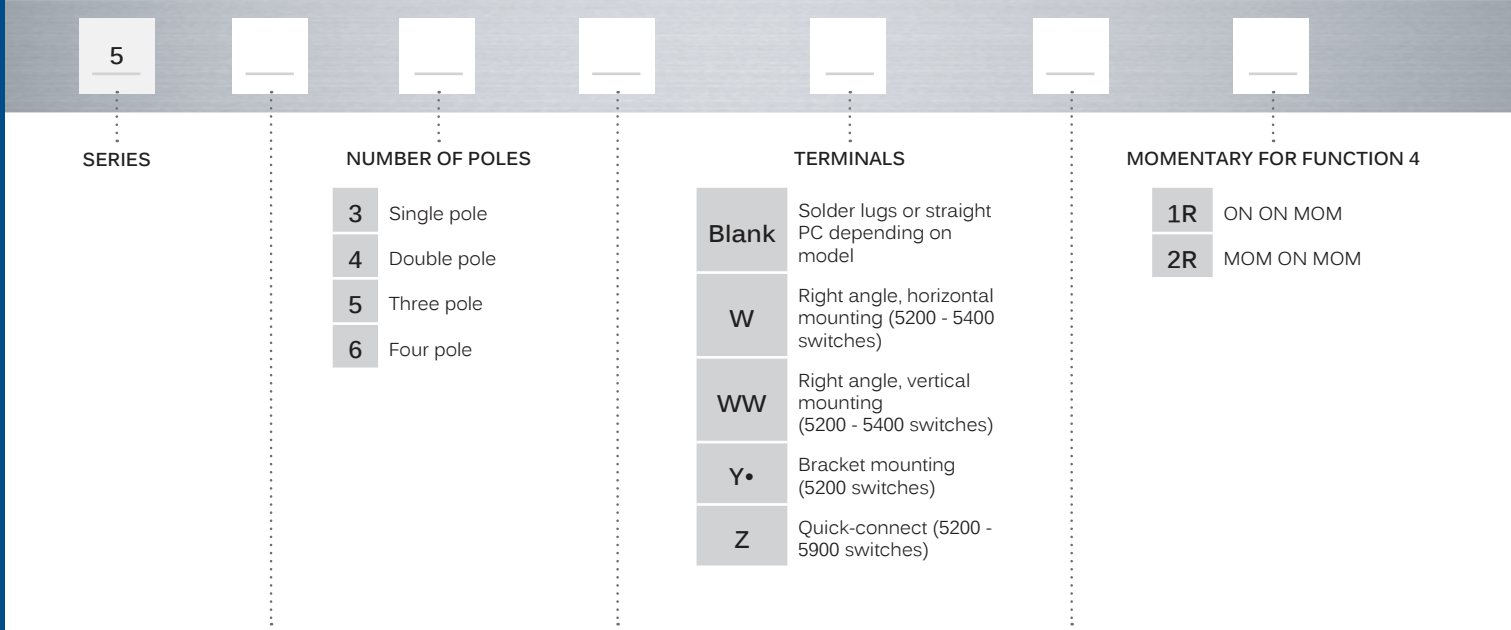 5
SERIES
NUMBER OF POLES
3 Single pole
4 Double pole
5 Three pole
6 Four pole
TERMINALS
Blank Solder lugs or straight
PC depending on
model
W Right angle, horizontal
mounting (5200 - 5400
switches)
WW Right angle, vertical
mounting
(5200 - 5400 switches)
Y• Bracket mounting
(5200 switches)
Z Quick-connect (5200 -
5900 switches)
MOMENTARY FOR FUNCTION 4
1R ON ON MOM
2R MOM ON MOM